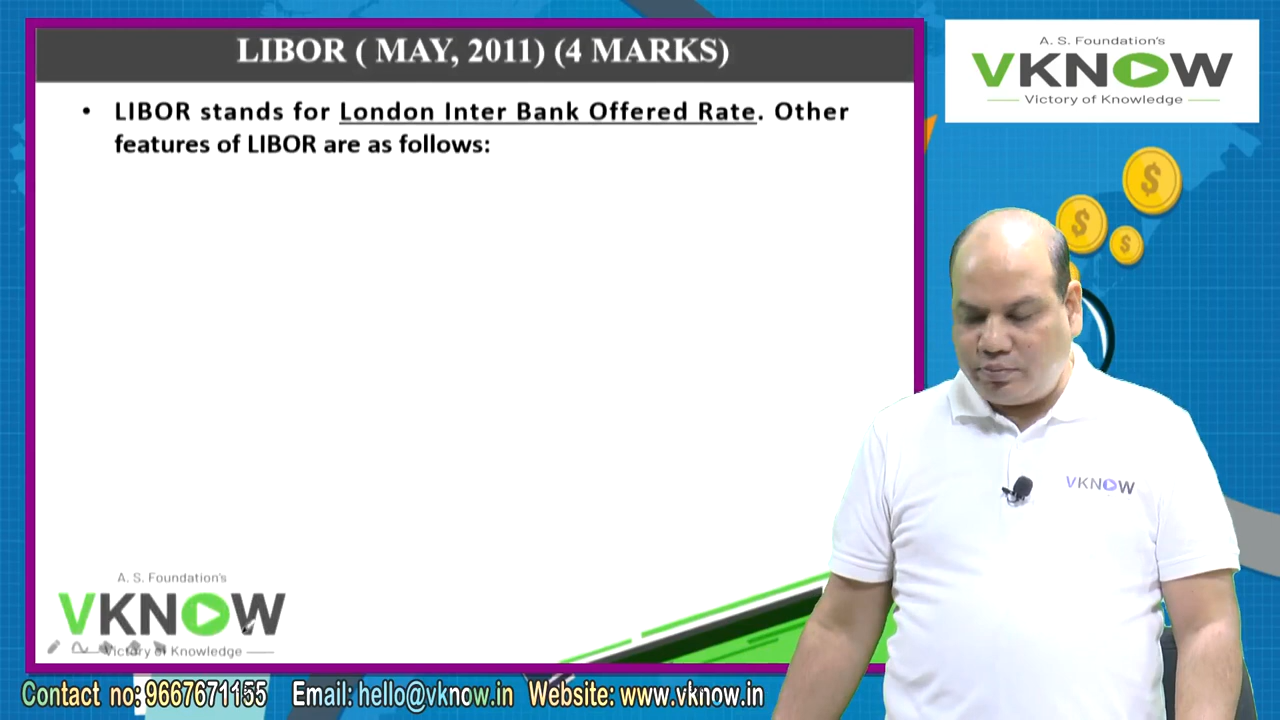 LIBOR ( MAY, 2011) (4 MARKS)
A. S. Foundation's
VKNOW
Victory of Knowledge
• LIBOR stands for London Inter Bank Offered Rate. Other
features of LIBOR are as follows:
$
$
$
VKNOW
A. S. Foundation's
VKNOW
Victory of Knowledge
Contact no: 9667671155 Email: hello@vknow.in Website: www.vknow.in